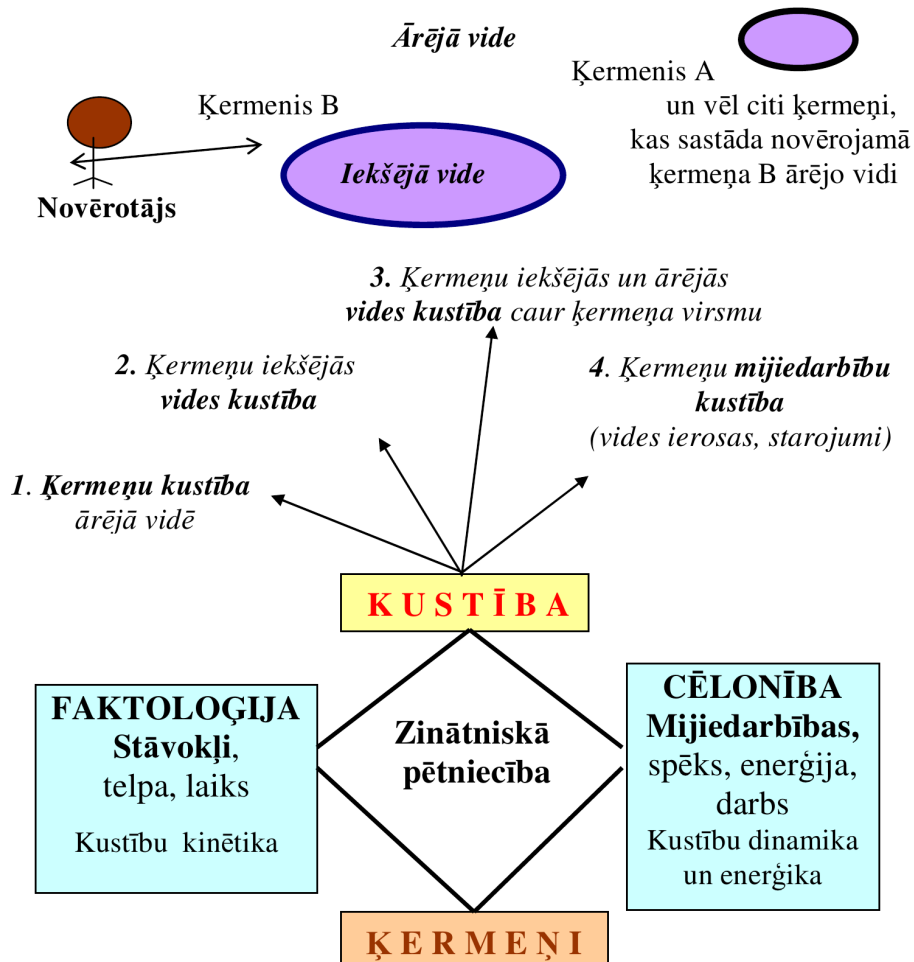 Ārējā vide
Ķermenis A
un vēl citi ķermeņi,
kas sastāda novērojamā
ķermeņa B ārējo vidi
Ķermenis B
Iekšējā vide
Novērotājs
3. Ķermeņu iekšējās un ārējās
vides kustība caur ķermeņa virsmu
2. Ķermeņu iekšējās
vides kustība
4. Ķermeņu mijiedarbību
kustība
(vides ierosas, starojumi)
1. Ķermeņu kustība
ārējā vidē
K U S T Ī B A
FAKTOLOĢIJA
Stāvokļi,
telpa, laiks
Kustību kinētika
Zinātniskā
pētniecība
CĒLONĪBA
Mijiedarbības,
spēks, enerģija,
darbs
Kustību dinamika
un enerģika
Ķ E R M E Ņ I